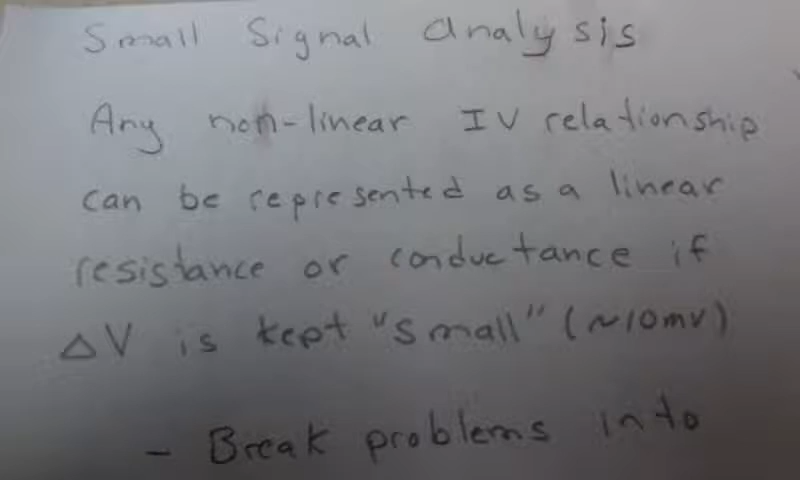 Small Signal analysis
Any non-linear IV relationship
can be represented as a linear
resistance or conductance if
ΔV is kept "small" (~10mv)
- Break problems into